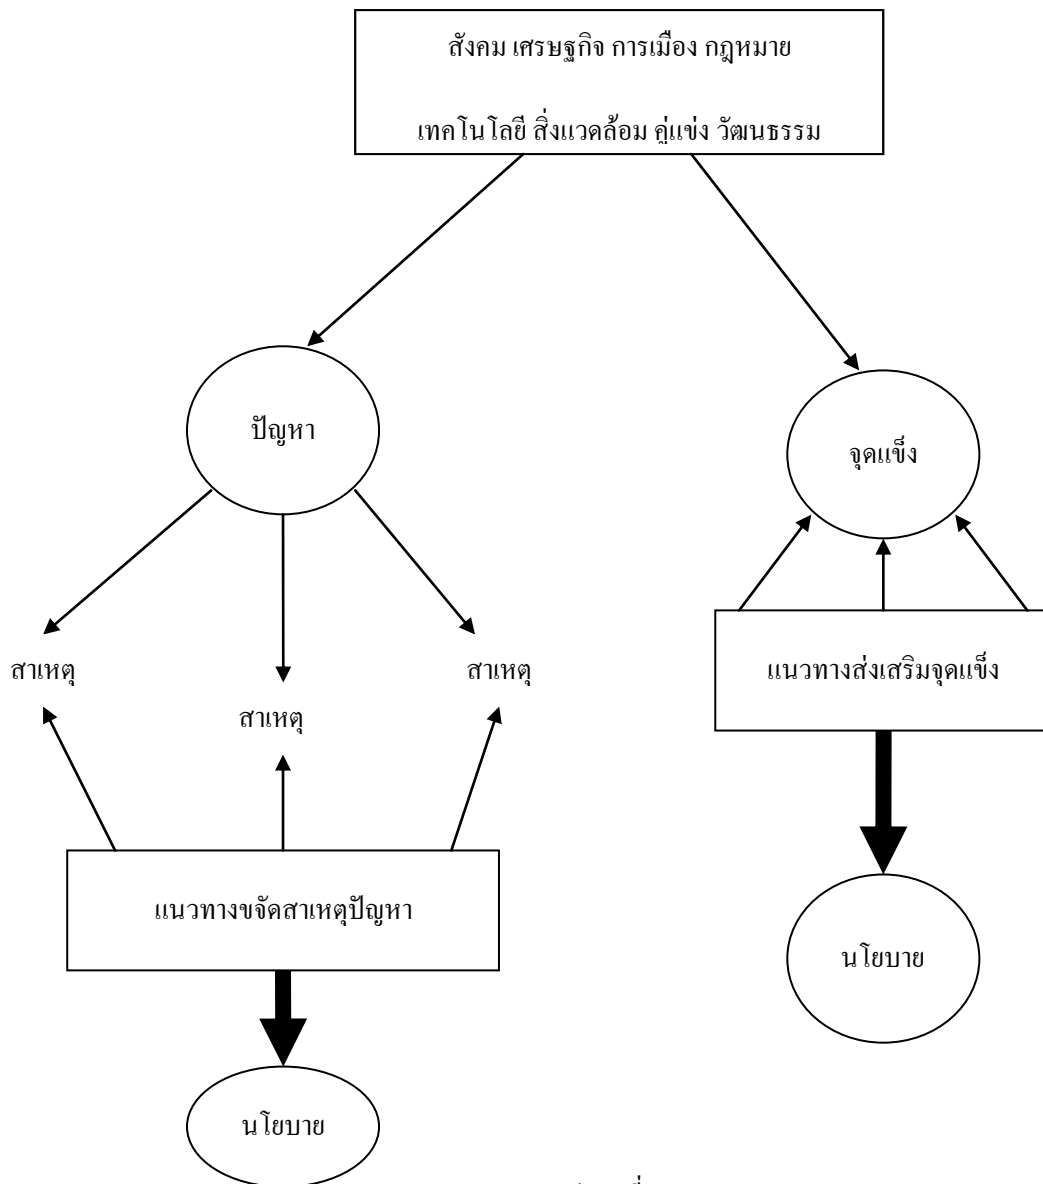 สังคม เศรษฐกิจ การเมือง กฎหมาย
เทคโนโลยี สิ่งแวดล้อม คู่แข่ง วัฒนธรรม
ปัญหา
จุดแข็ง
สาเหตุ
สาเหตุ
สาเหตุ
แนวทางส่งเสริมจุดแข็ง
แนวทางขจัดสาเหตุปัญหา
นโยบาย
นโยบาย